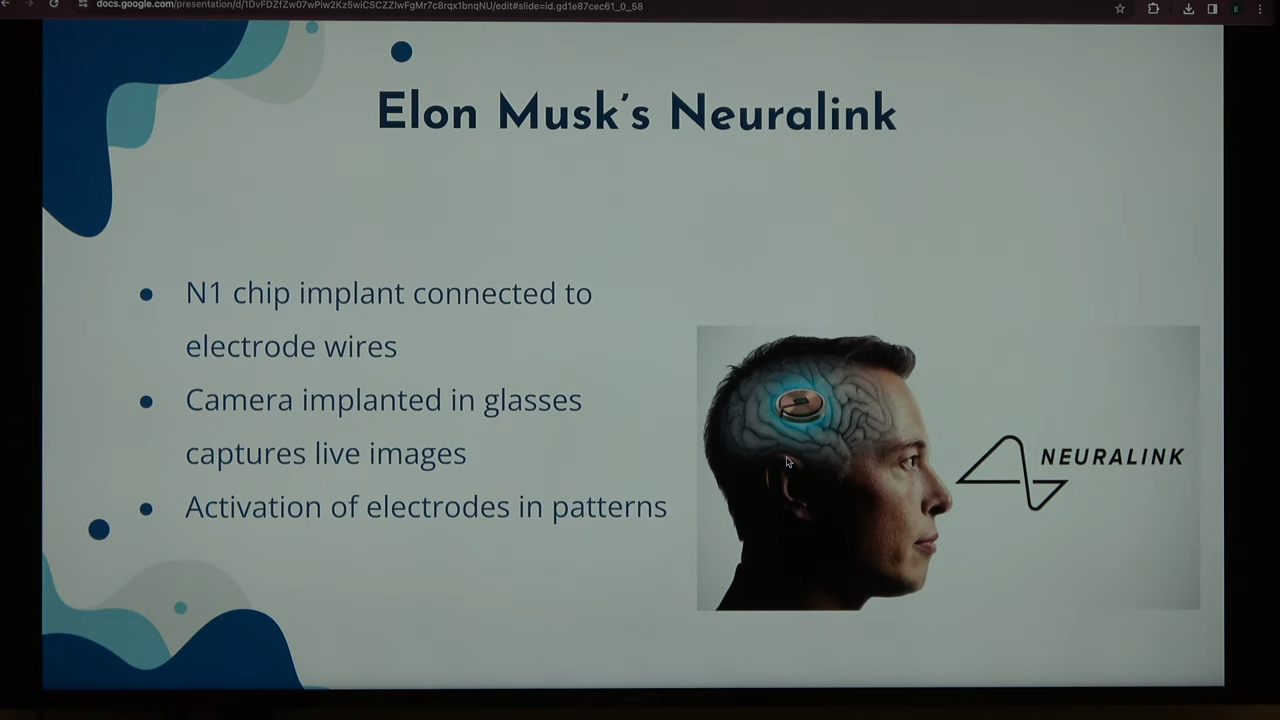 docs.google.com/presentation/d/1DvFDZfZw07wPiw2Kz5wiCSCZZlwFgMr7c8rqx1bnqNU/edit#slide=id.gd1e87cec61_0_58
E
Elon Musk's Neuralink
● N1 chip implant connected to
electrode wires
● Camera implanted in glasses
captures live images
● Activation of electrodes in patterns
NEURALINK